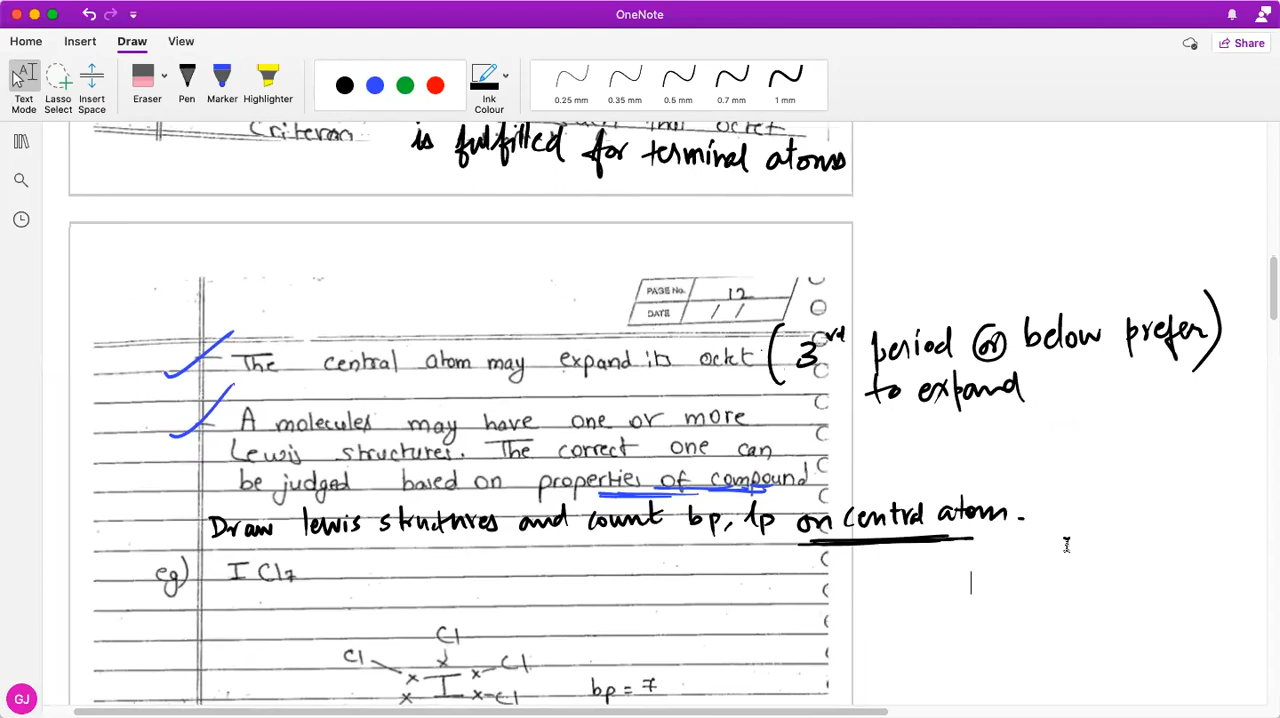 OneNote
Home Insert Draw View
Share
Text Mode
Lasso Select
Insert Space
Eraser
Pen
Marker
Highlighter
Ink Colour
0.25 mm 0.35 mm 0.5 mm 0.7 mm 1 mm
Criteron that octet
is fulfilled for terminal atoms
PAGE No. 12
DATE / /
The central atom may expand its octet (3rd period or below prefer)
to expand
A molecules may have one or more
Lewis structures. The correct one can
be judged based on properties of compound
Draw lewis structures and count bp, lp on central atom.
eg) ICl7
Cl
Cl Cl
I Cl
bp = 7
GJ